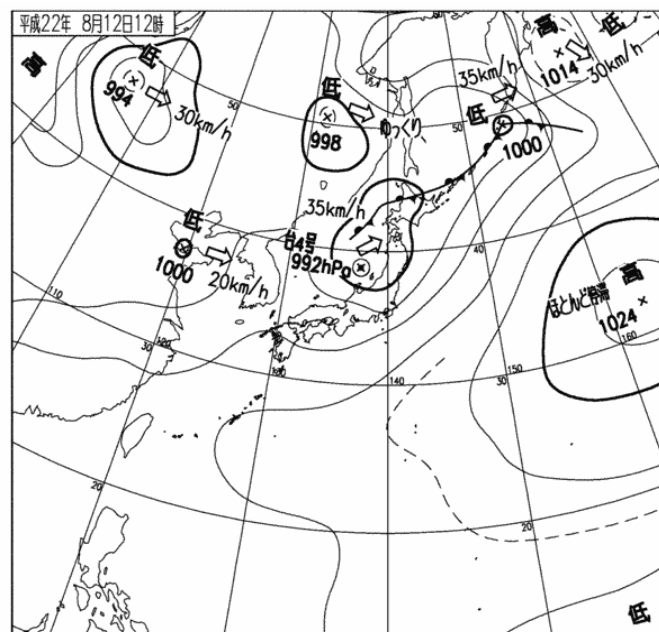 平成22年 8月12日12時
高
低
994
30km/h
50
低
998
ゆっくり
35km/h
低
1000
50
高
1014
低
30km/h
低
1000
20km/h
35km/h
台4号
992hPa
40
高
ほとんど停滞
1024
110
30
120
130
140
30
150
160
20
20
低